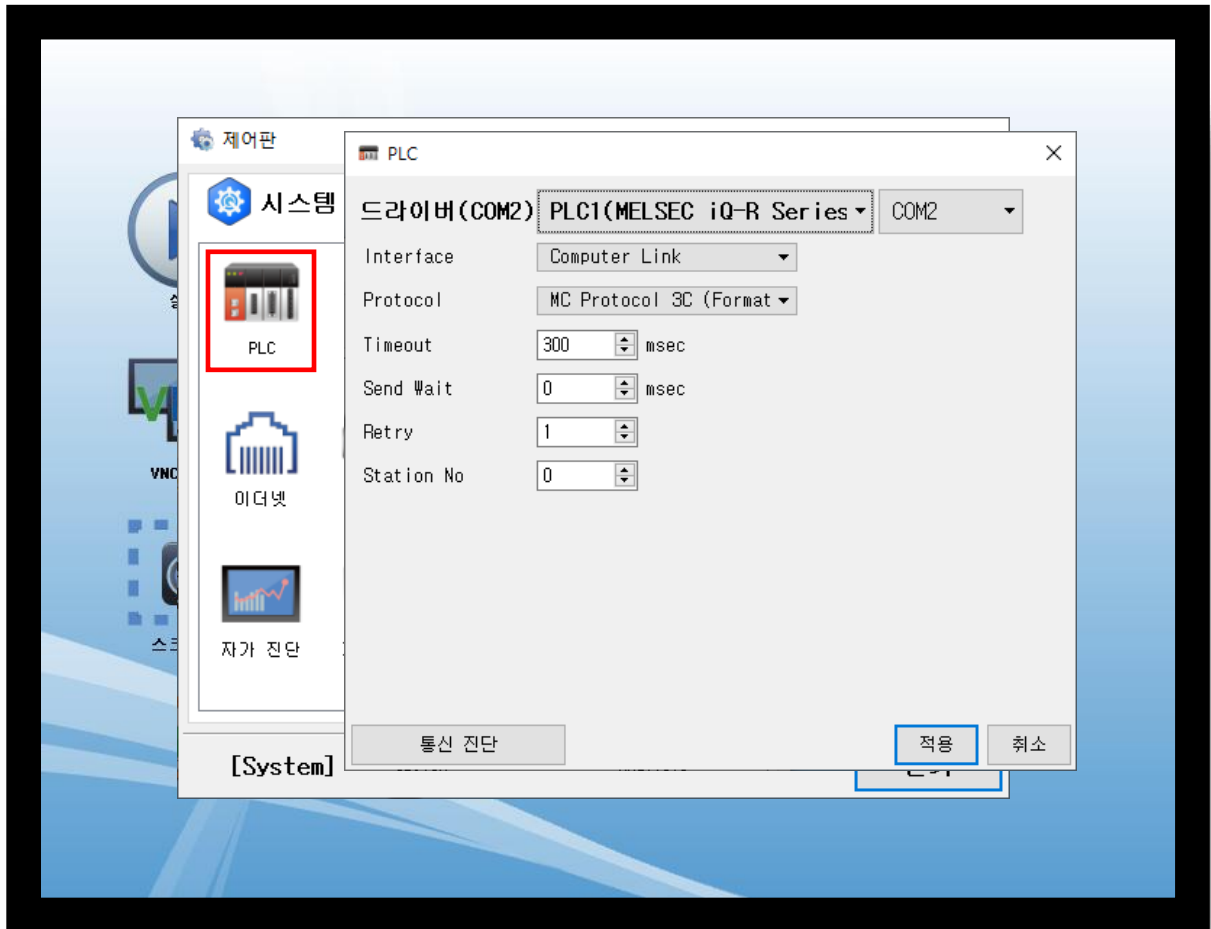 제어판
PLC
시스템
드라이버(COM2) PLC1(MELSEC iQ-R Series COM2
Interface Computer Link
Protocol MC Protocol 3C (Format
Timeout 300 msec
Send Wait 0 msec
Retry 1
Station No 0
PLC
VNC
이더넷
자가 진단
통신 진단 적용 취소
[System]